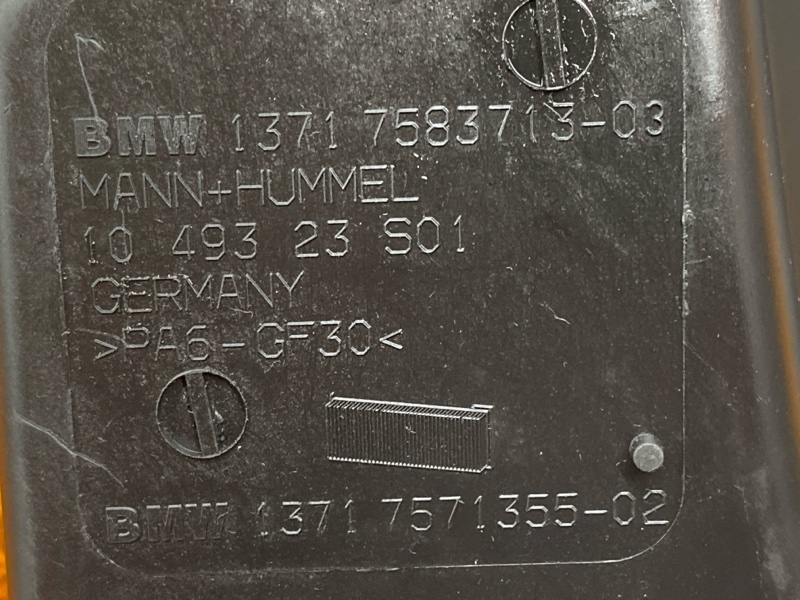 BMW 1371 7583713-03
MANN+HUMMEL
10 493 23 S01
GERMANY
>PA6-GF30<
BMW 1371 7571355-02